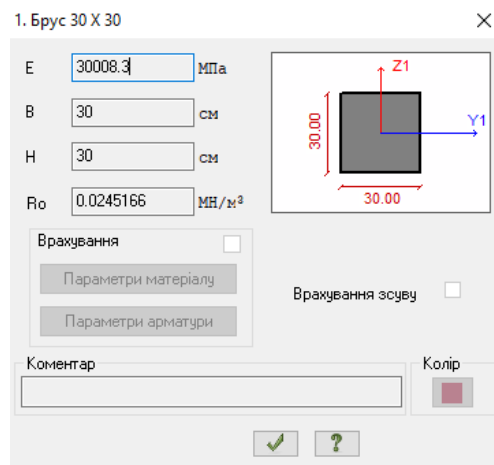 1. Брус 30 X 30
E 30008.3 МПа
B 30 см
H 30 см
Ro 0.0245166 МН/м³
Z1
Y1
30.00
30.00
Врахування
Параметри матеріалу
Параметри арматури
Врахування зсуву
Коментар
Колір
?